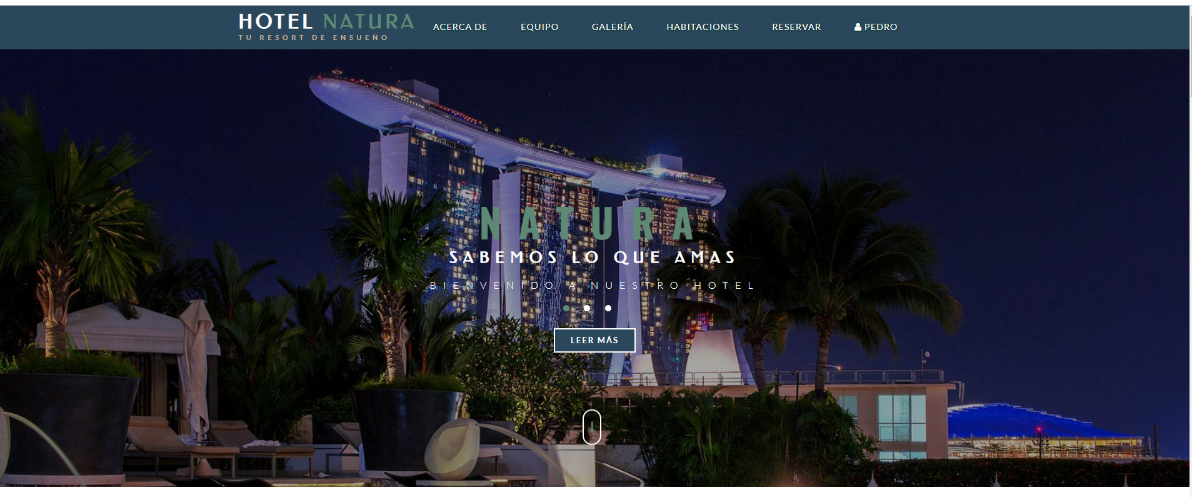 HOTEL NATURA
TU RESORT DE ENSUEÑO
ACERCA DE EQUIPO GALERÍA HABITACIONES RESERVAR PEDRO
NATURA
SABEMOS LO QUE AMAS
BIENVENIDO A NUESTRO HOTEL
LEER MÁS